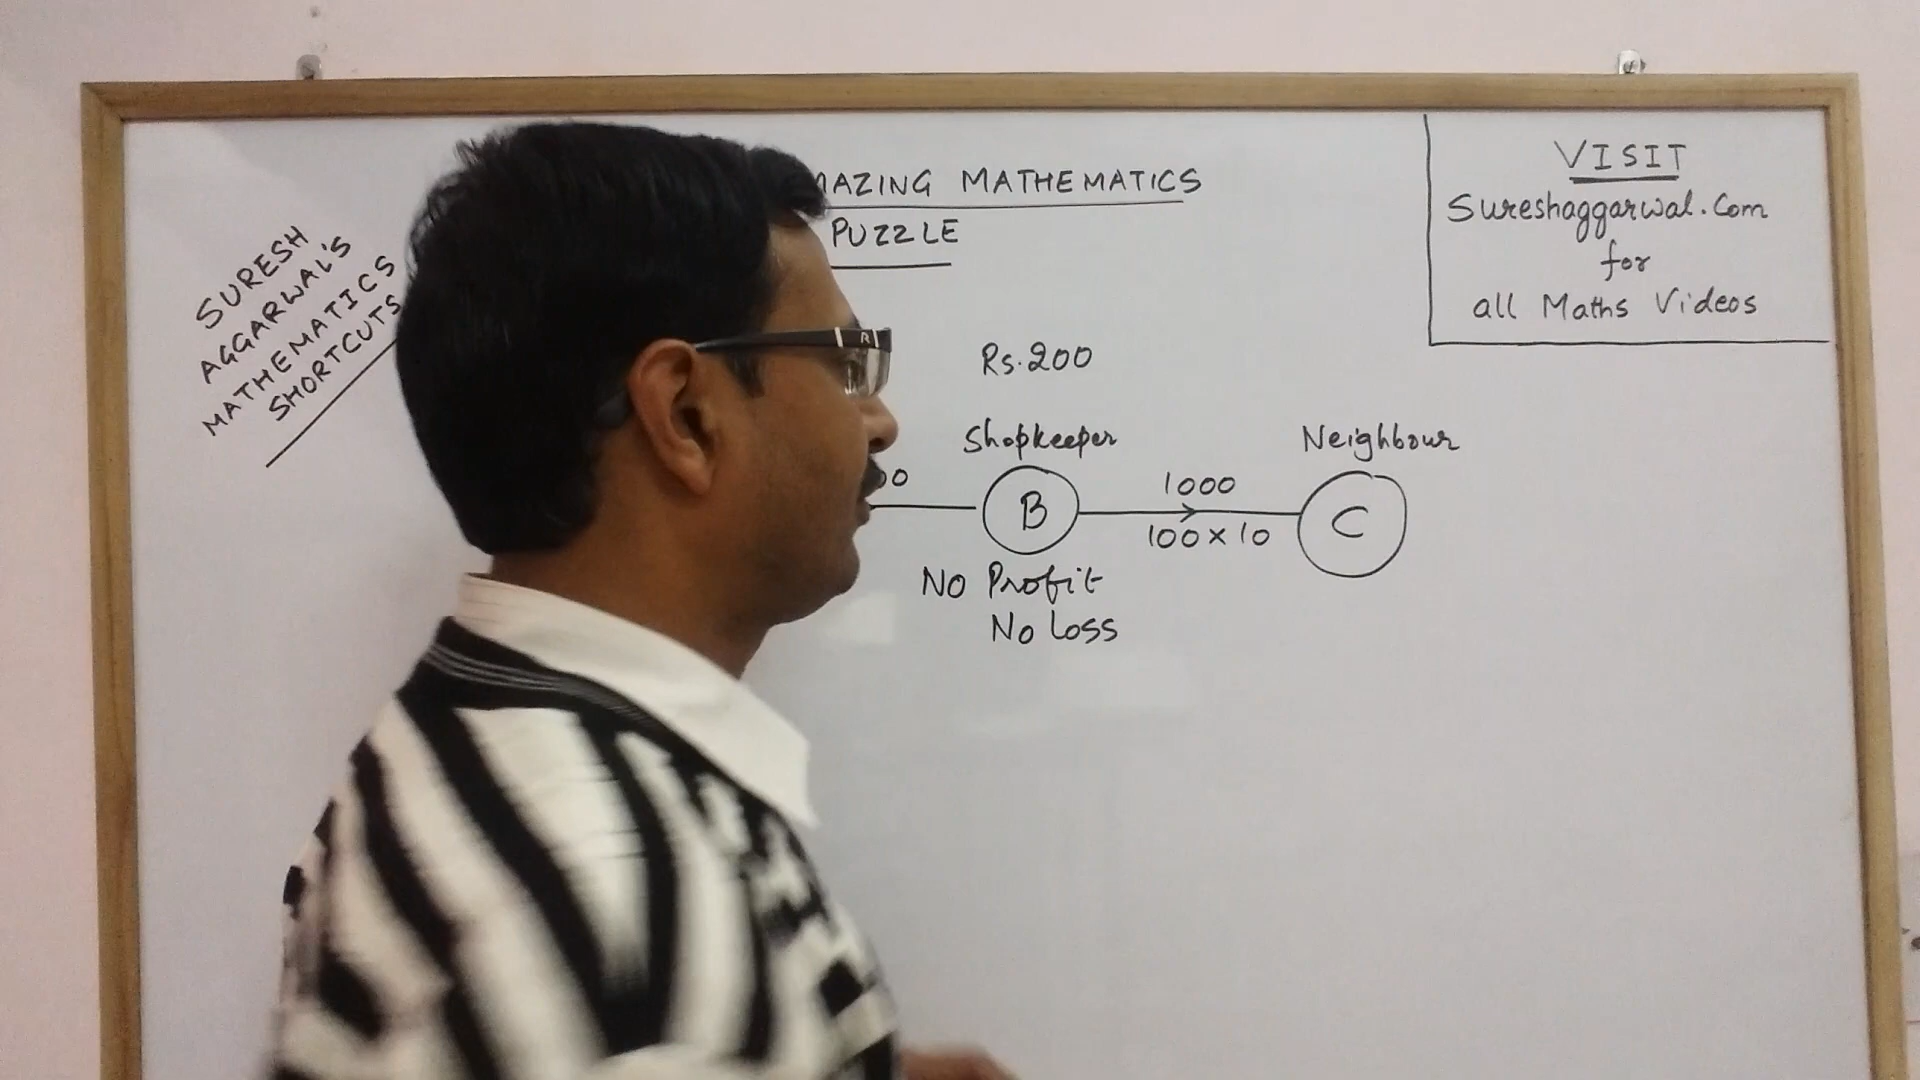 SURESH
AGGARWAL'S
MATHEMATICS
SHORTCUTS
MATHEMATICS
PUZZLE
VISIT
Sureshaggarwal.Com
for
all Maths Videos
Rs.200
Shopkeeper
Neighbour
B
1000
100 × 10
C
No Profit
No Loss